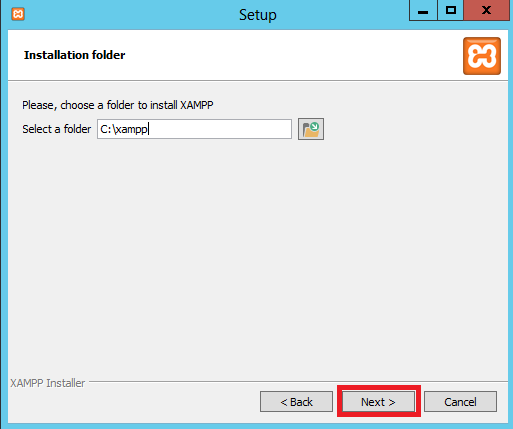 Setup
Installation folder
Please, choose a folder to install XAMPP
Select a folder C:\xampp
XAMPP Installer
< Back Next > Cancel